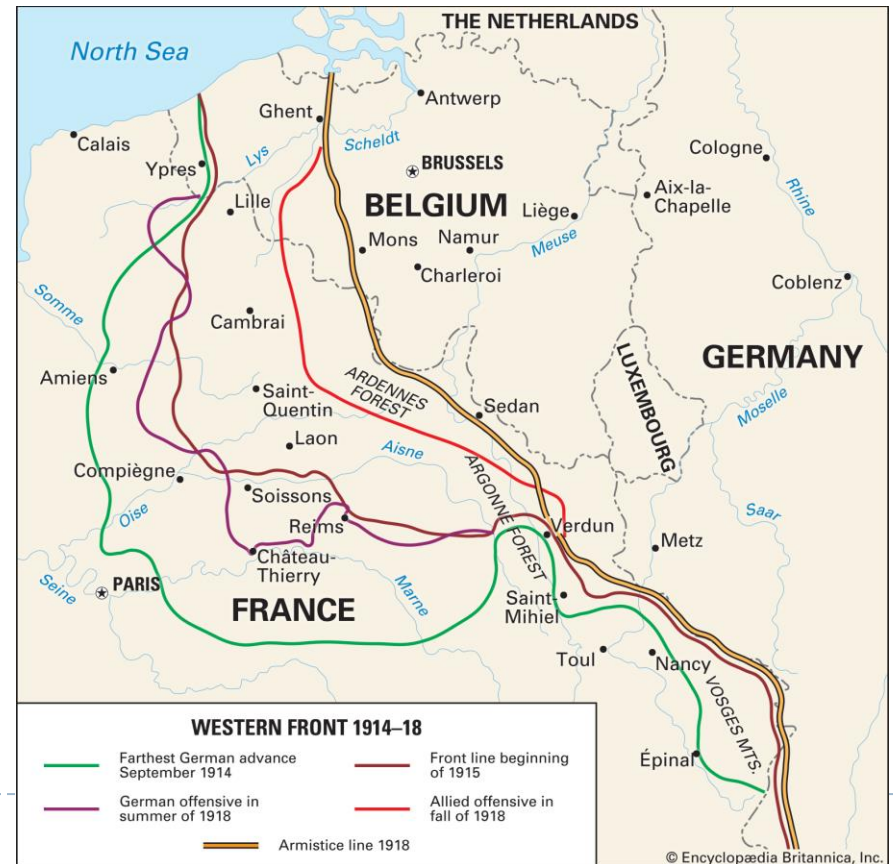 THE NETHERLANDS
North Sea
Antwerp
Ghent
Calais
Scheldt
Lys
Ypres
BRUSSELS
Cologne
Rhine
Aix-la-
Chapelle
Lille
BELGIUM
Liège
Mons
Namur
Meuse
Charleroi
Coblenz
Somme
Cambrai
GERMANY
LUXEMBOURG
Amiens
ARDENNES
FOREST
Saint-
Quentin
Sedan
Moselle
Laon
Aisne
Compiègne
ARGONNE FOREST
Soissons
Oise
Reims
Verdun
Saar
Metz
Château-
Thierry
Seine
PARIS
Marne
FRANCE
Saint-
Mihiel
Toul
Nancy
VOSGES MTS.
Épinal
WESTERN FRONT 1914–18
Farthest German advance
September 1914
Front line beginning
of 1915
German offensive in
summer of 1918
Allied offensive in
fall of 1918
Armistice line 1918
© Encyclopædia Britannica, Inc.